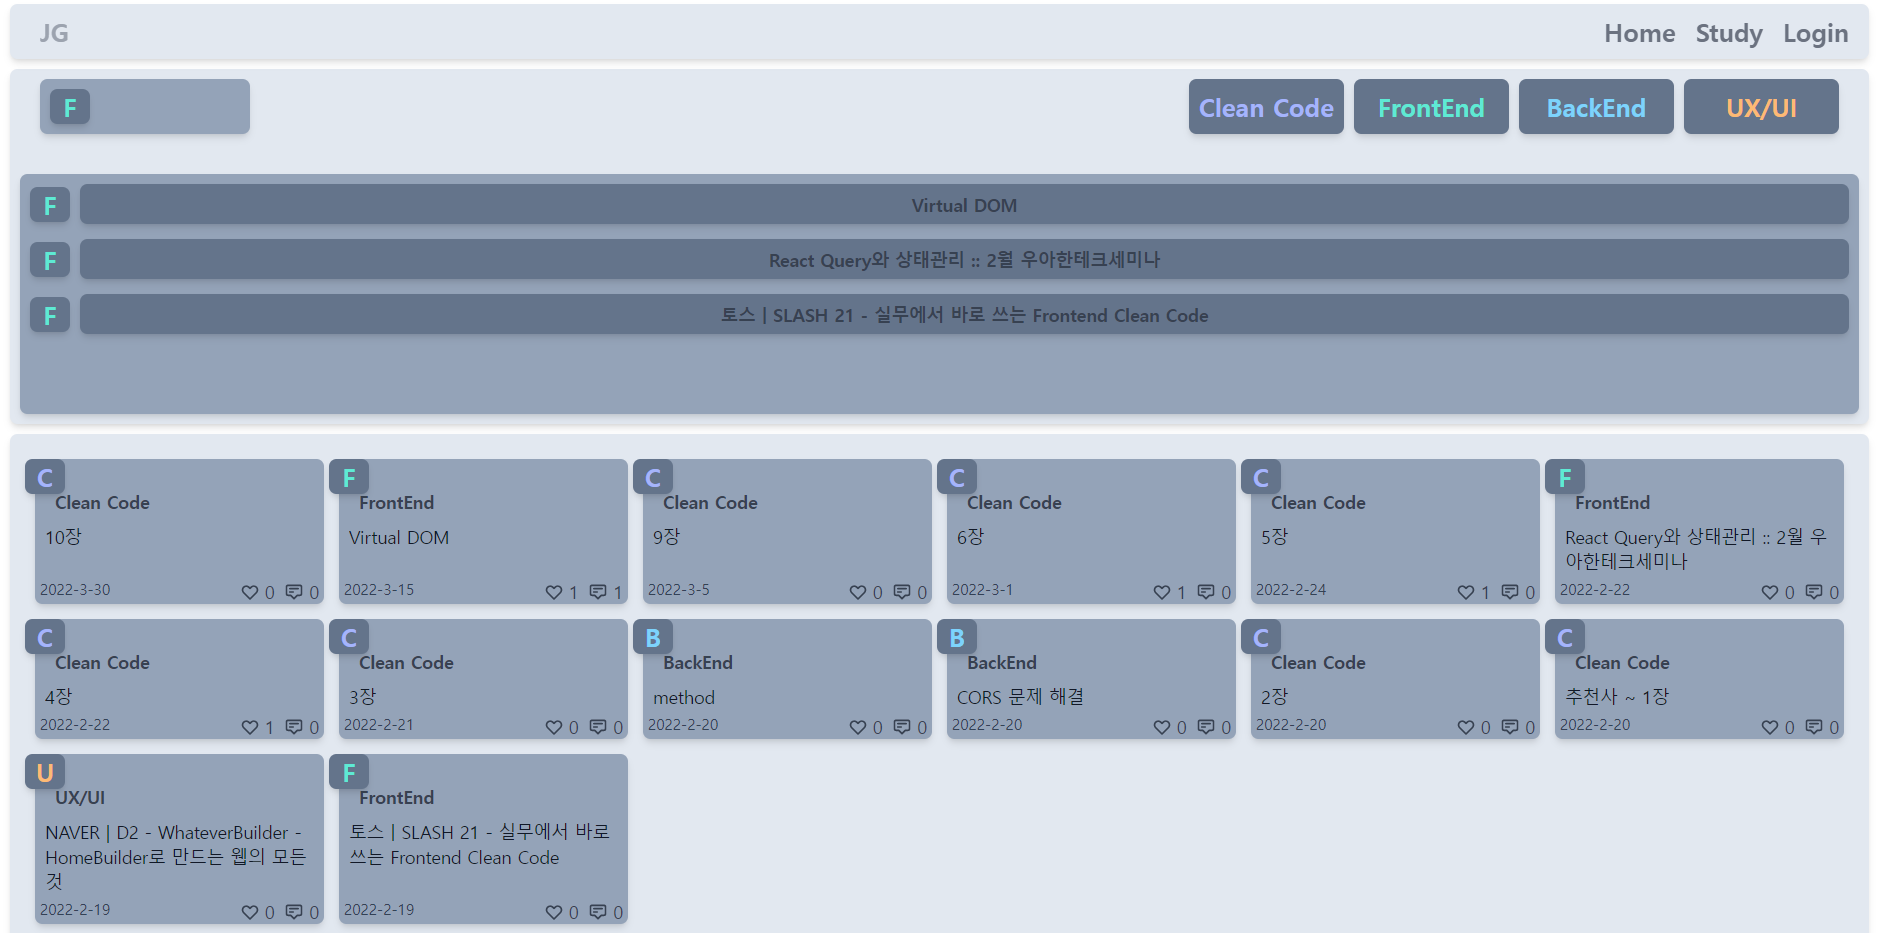 JG
Home Study Login
F
Clean Code FrontEnd BackEnd UX/UI
F Virtual DOM
F React Query와 상태관리 :: 2월 우아한테크세미나
F 토스 | SLASH 21 - 실무에서 바로 쓰는 Frontend Clean Code
C
Clean Code
10장
2022-3-30 0 0
F
FrontEnd
Virtual DOM
2022-3-15 1 1
C
Clean Code
9장
2022-3-5 0 0
C
Clean Code
6장
2022-3-1 1 0
C
Clean Code
5장
2022-2-24 1 0
F
FrontEnd
React Query와 상태관리 :: 2월 우
아한테크세미나
2022-2-22 0 0
C
Clean Code
4장
2022-2-22 1 0
C
Clean Code
3장
2022-2-21 0 0
B
BackEnd
method
2022-2-20 0 0
B
BackEnd
CORS 문제 해결
2022-2-20 0 0
C
Clean Code
2장
2022-2-20 0 0
C
Clean Code
추천사 ~ 1장
2022-2-20 0 0
U
UX/UI
NAVER | D2 - WhateverBuilder -
HomeBuilder로 만드는 웹의 모든
것
2022-2-19 0 0
F
FrontEnd
토스 | SLASH 21 - 실무에서 바로
쓰는 Frontend Clean Code
2022-2-19 0 0